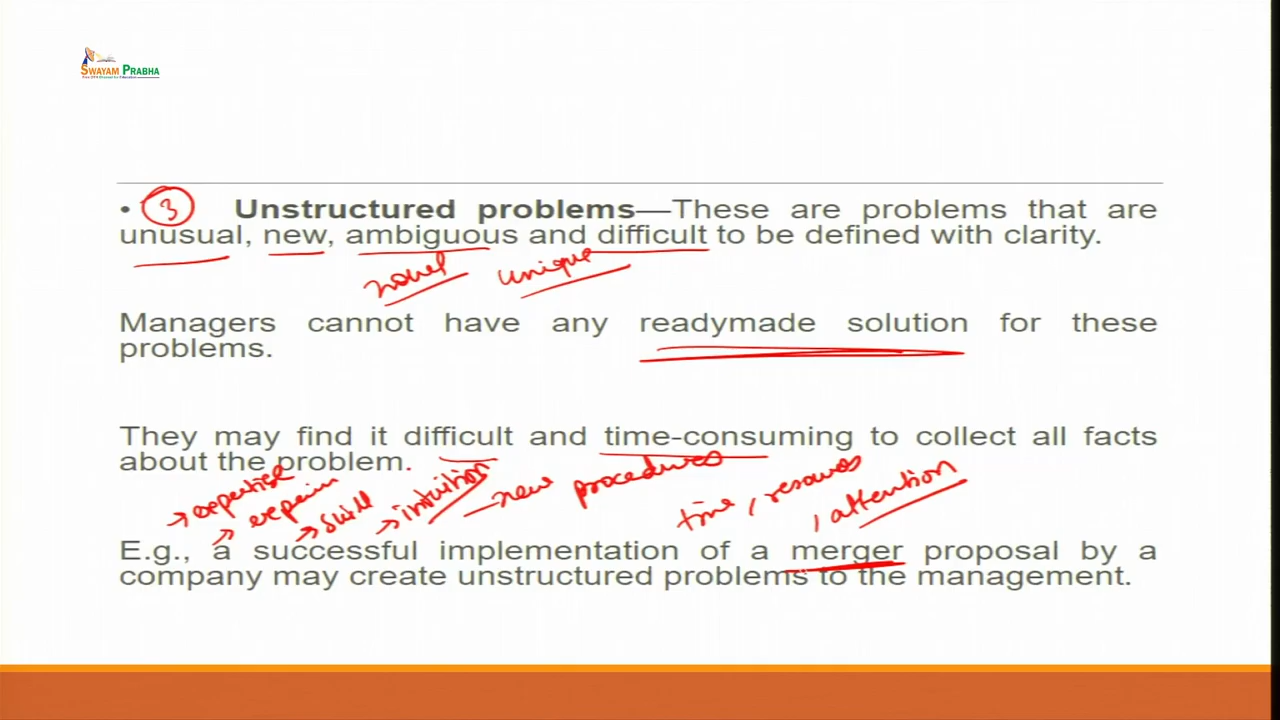 SWAYAM PRABHA
• 3 Unstructured problems—These are problems that are
unusual, new, ambiguous and difficult to be defined with clarity.
novel unique
Managers cannot have any readymade solution for these
problems.
They may find it difficult and time-consuming to collect all facts
about the problem.
→ expertise → skill → intuition — new procedures time, resources
, attention
E.g., a successful implementation of a merger proposal by a
company may create unstructured problems to the management.